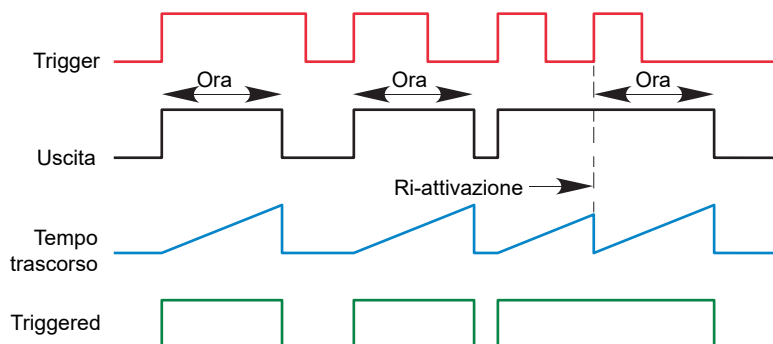 Trigger
Ora
Ora
Ora
Uscita
Ri-attivazione
Tempo
trascorso
Triggered